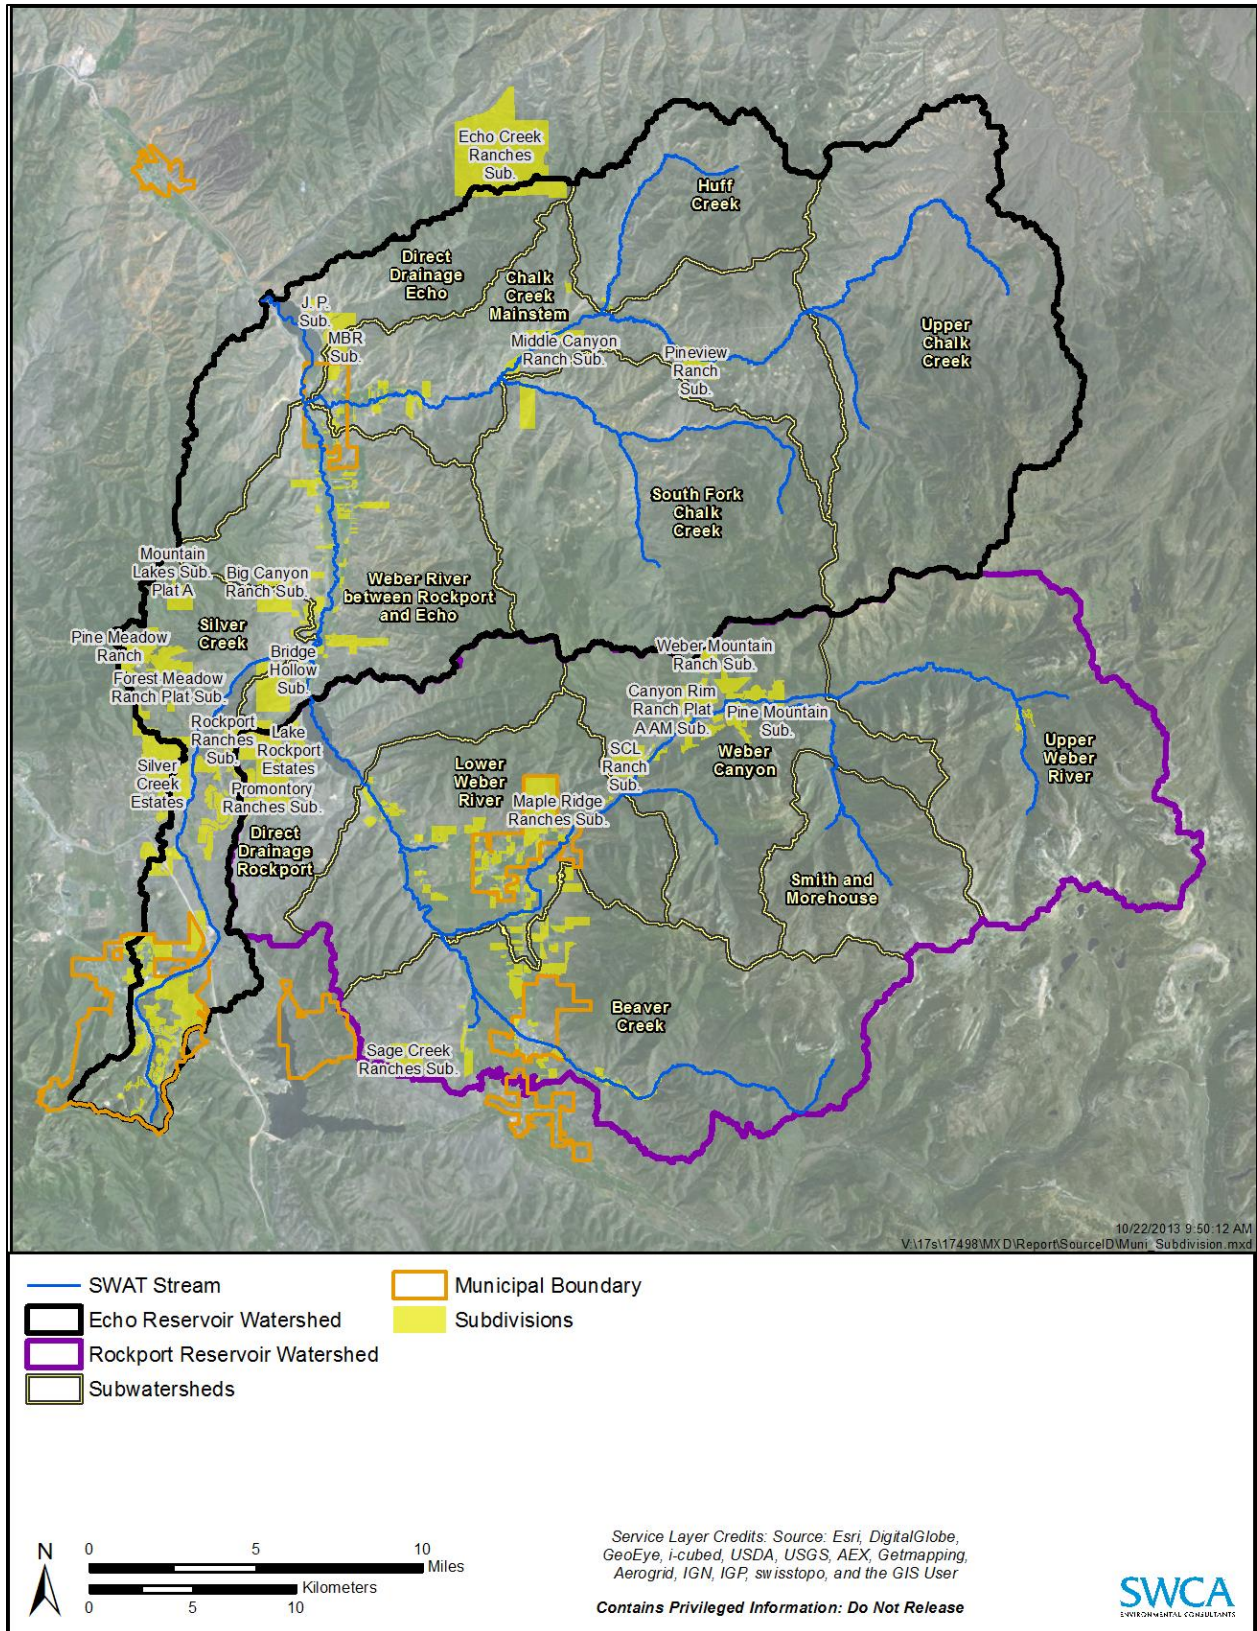 Echo Creek
Ranches
Sub.
Huff
Creek
Direct
Drainage
Echo
Chalk
Creek
Mainstem
J. P.
Sub.
MBR
Sub.
Middle Canyon
Ranch Sub.
Pineview
Ranch
Sub.
Upper
Chalk
Creek
South Fork
Chalk
Creek
Mountain
Lakes Sub.
Plat A
Big Canyon
Ranch Sub.
Weber River
between Rockport
and Echo
Silver
Creek
Pine Meadow
Ranch
Bridge
Hollow
Sub.
Forest Meadow
Ranch Plat Sub.
Weber Mountain
Ranch Sub.
Canyon Rim
Ranch Plat
A AM Sub.
Pine Mountain
Sub.
Rockport
Ranches
Sub.
Lake
Rockport
Estates
SCL
Ranch
Sub.
Weber
Canyon
Upper
Weber
River
Silver
Creek
Estates
Promontory
Ranches Sub.
Lower
Weber
River
Maple Ridge
Ranches Sub.
Direct
Drainage
Rockport
Smith and
Morehouse
Beaver
Creek
Sage Creek
Ranches Sub.
10/22/2013 9:50:12 AM
V:\17s\17498\MXD\Report\SourceID\Muni_Subdivision.mxd
SWAT Stream
Echo Reservoir Watershed
Rockport Reservoir Watershed
Subwatersheds
Municipal Boundary
Subdivisions
N
0 5 10
Miles
Kilometers
0 5 10
Service Layer Credits: Source: Esri, DigitalGlobe,
GeoEye, i-cubed, USDA, USGS, AEX, Getmapping,
Aerogrid, IGN, IGP, swisstopo, and the GIS User
Contains Privileged Information: Do Not Release
SWCA
ENVIRONMENTAL CONSULTANTS